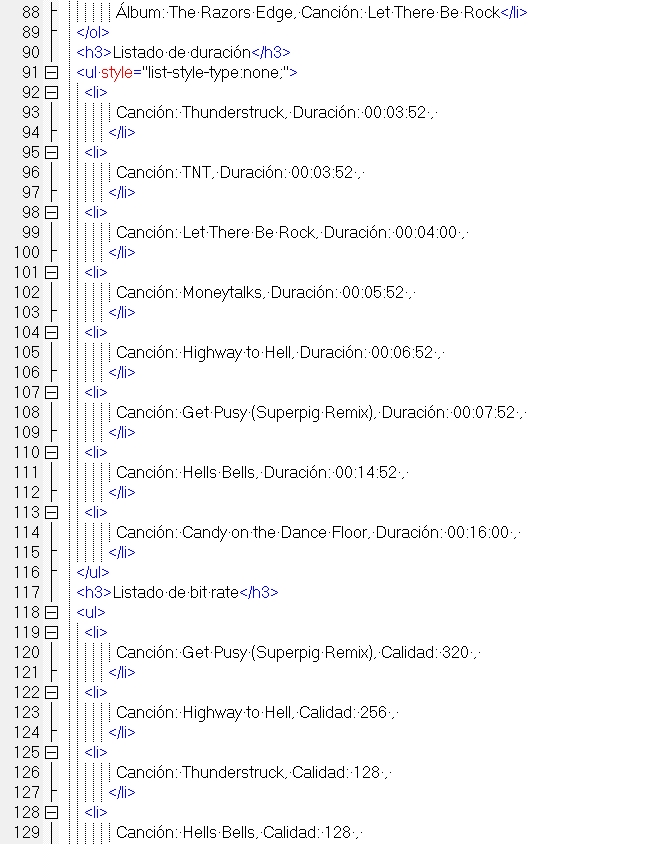 88 Álbum: The Razors Edge, Canción: Let There Be Rock</li>
89 </ol>
90 <h3>Listado de duración</h3>
91 <ul style="list-style-type:none;">
92 <li>
93 Canción: Thunderstruck, Duración: 00:03:52 ,
94 </li>
95 <li>
96 Canción: TNT, Duración: 00:03:52 ,
97 </li>
98 <li>
99 Canción: Let There Be Rock, Duración: 00:04:00 ,
100 </li>
101 <li>
102 Canción: Moneytalks, Duración: 00:05:52 ,
103 </li>
104 <li>
105 Canción: Highway to Hell, Duración: 00:06:52 ,
106 </li>
107 <li>
108 Canción: Get Pusy (Superpig Remix), Duración: 00:07:52 ,
109 </li>
110 <li>
111 Canción: Hells Bells, Duración: 00:14:52 ,
112 </li>
113 <li>
114 Canción: Candy on the Dance Floor, Duración: 00:16:00 ,
115 </li>
116 </ul>
117 <h3>Listado de bit rate</h3>
118 <ul>
119 <li>
120 Canción: Get Pusy (Superpig Remix), Calidad: 320 ,
121 </li>
122 <li>
123 Canción: Highway to Hell, Calidad: 256 ,
124 </li>
125 <li>
126 Canción: Thunderstruck, Calidad: 128 ,
127 </li>
128 <li>
129 Canción: Hells Bells, Calidad: 128 ,